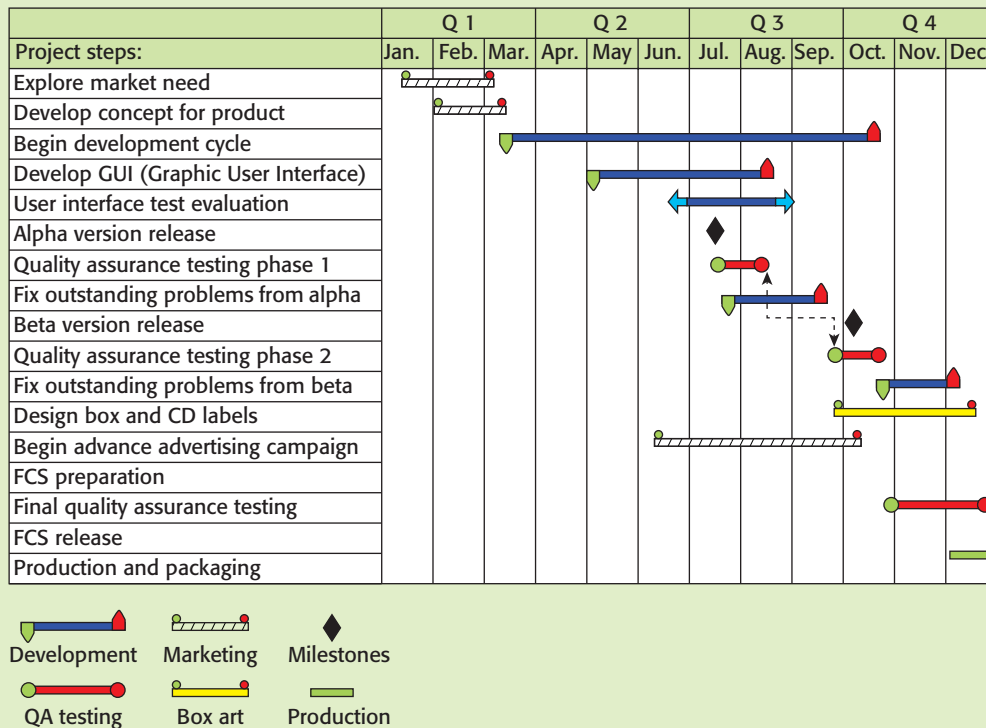 Q 1 Q 2 Q 3 Q 4
Project steps: Jan. Feb. Mar. Apr. May Jun. Jul. Aug. Sep. Oct. Nov. Dec
Explore market need
Develop concept for product
Begin development cycle
Develop GUI (Graphic User Interface)
User interface test evaluation
Alpha version release
Quality assurance testing phase 1
Fix outstanding problems from alpha
Beta version release
Quality assurance testing phase 2
Fix outstanding problems from beta
Design box and CD labels
Begin advance advertising campaign
FCS preparation
Final quality assurance testing
FCS release
Production and packaging
Development Marketing Milestones
QA testing Box art Production